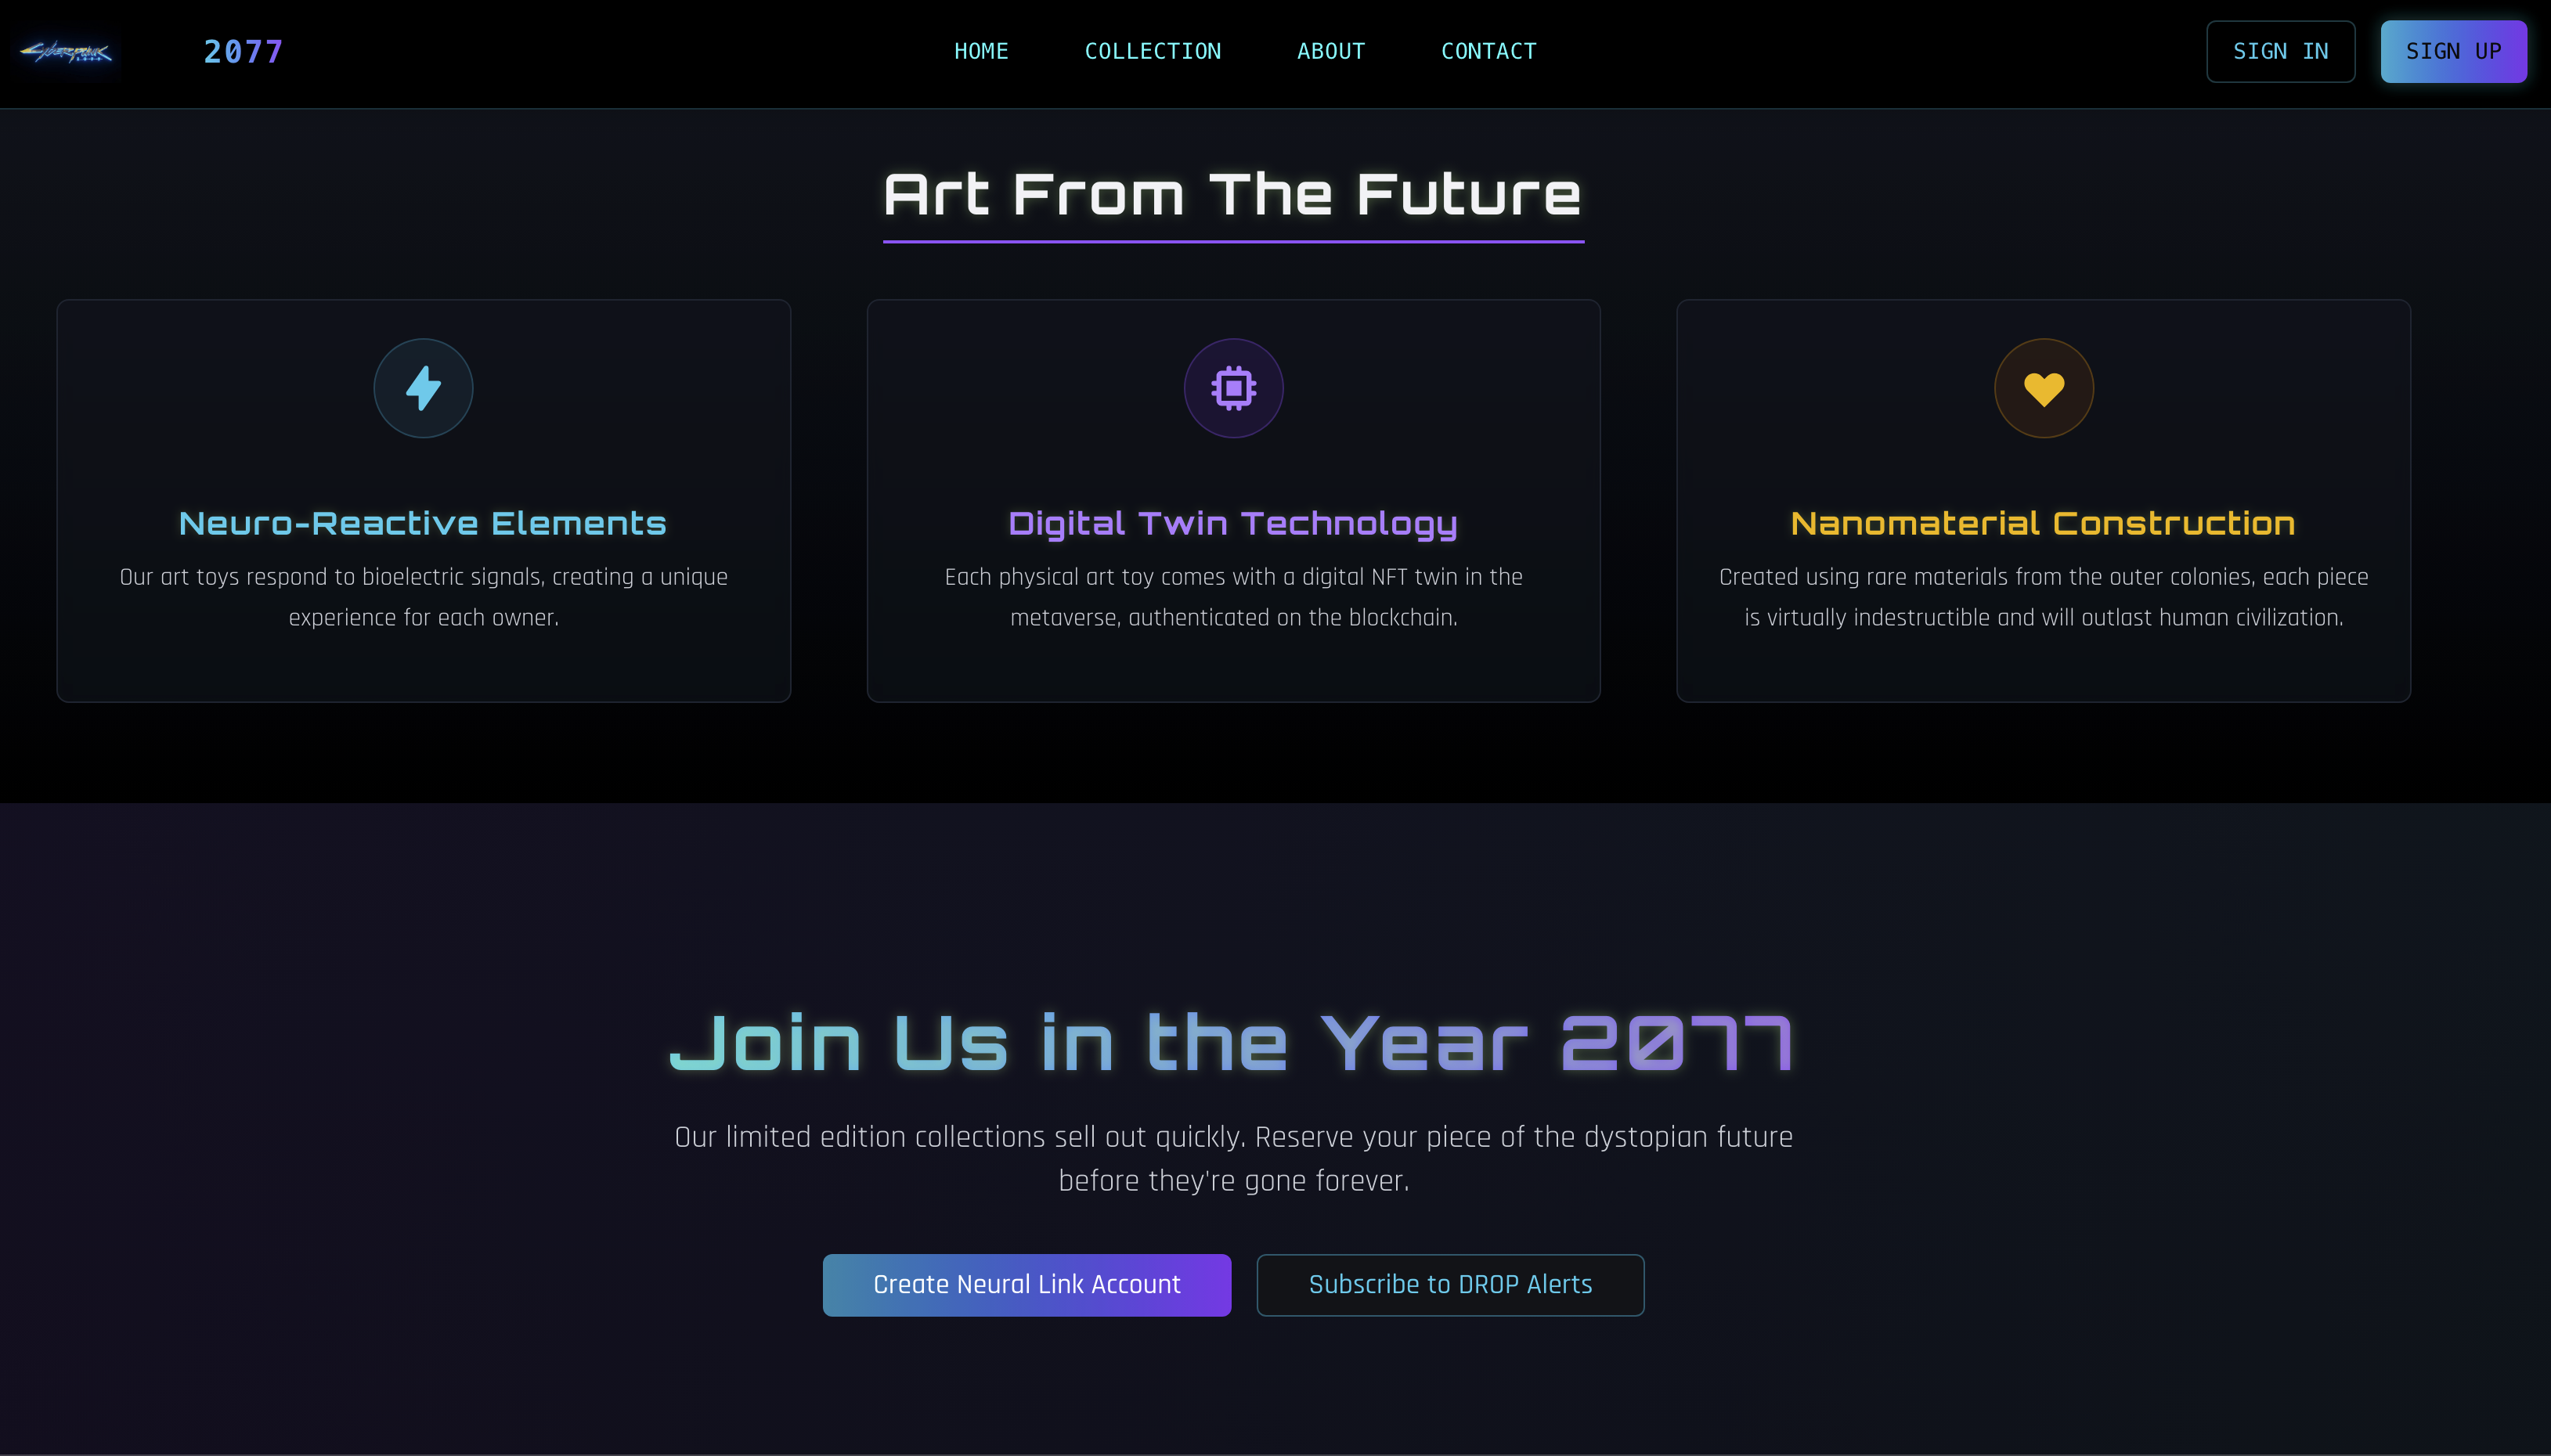 Cyberpunk
2077
HOME
COLLECTION
ABOUT
CONTACT
SIGN IN
SIGN UP
Art From The Future
Neuro-Reactive Elements
Our art toys respond to bioelectric signals, creating a unique
experience for each owner.
Digital Twin Technology
Each physical art toy comes with a digital NFT twin in the
metaverse, authenticated on the blockchain.
Nanomaterial Construction
Created using rare materials from the outer colonies, each piece
is virtually indestructible and will outlast human civilization.
Join Us in the Year 2077
Our limited edition collections sell out quickly. Reserve your piece of the dystopian future
before they're gone forever.
Create Neural Link Account
Subscribe to DROP Alerts